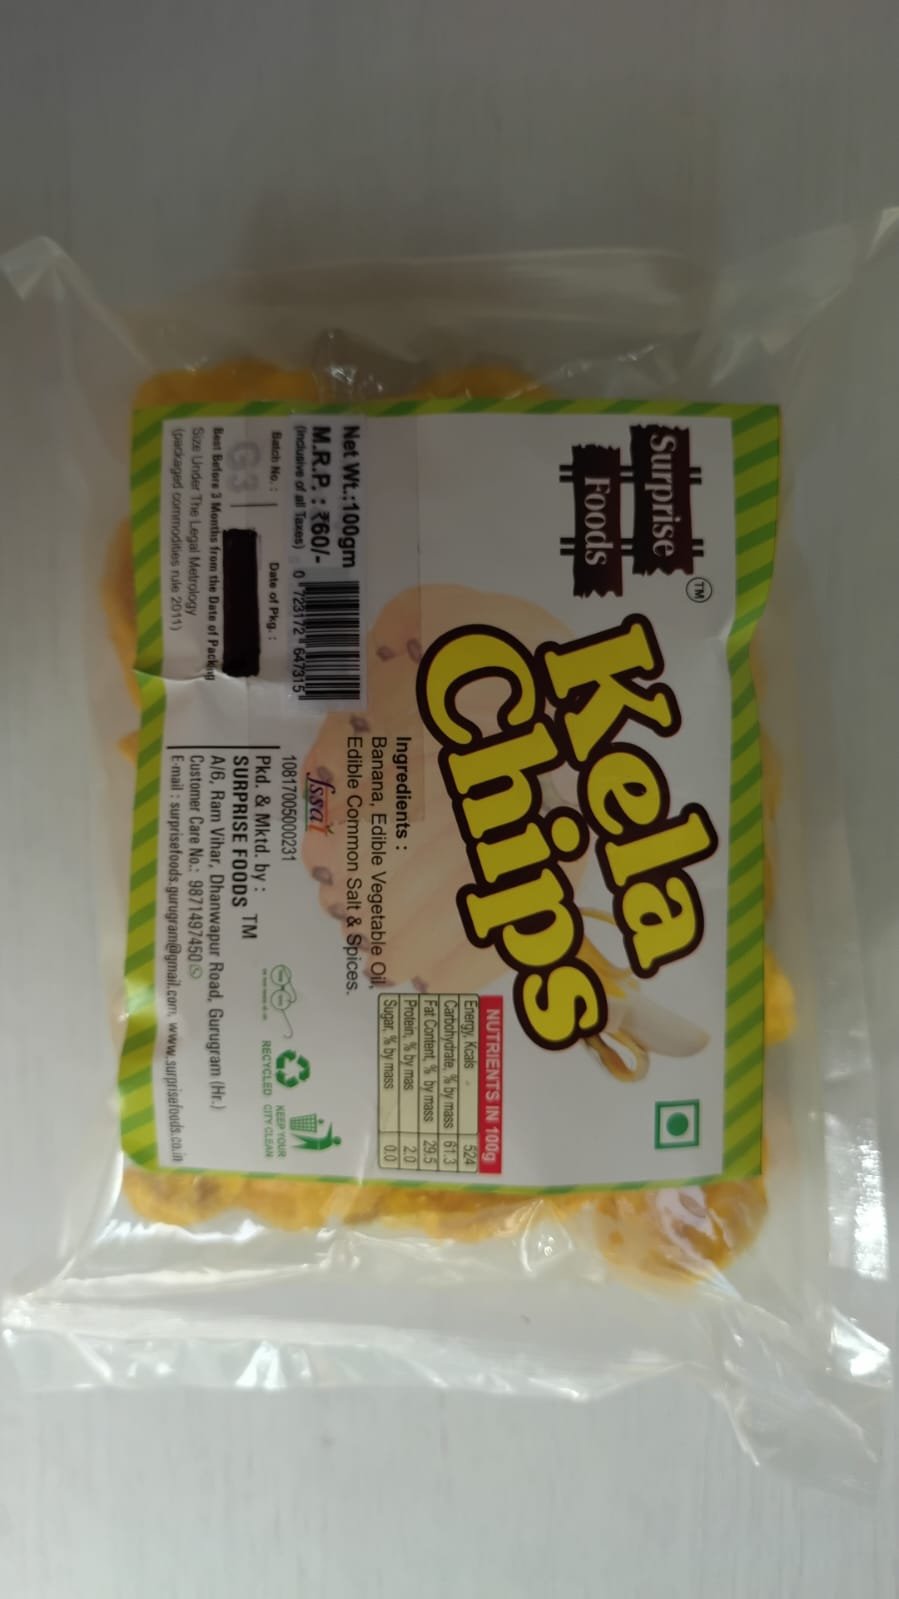 Surprise
Foods
TM
Kela
Chips
NUTRIENTS IN 100g
Energy, Kcals 524
Carbohydrate, % by mass 61.3
Fat Content, % by mass 29.5
Protein, % by mas 2.0
Sugar, % by mass 0.0
Net Wt.:100gm
M.R.P. : ₹60/-
(inclusive of all Taxes)
0 723172 647315
Batch No. :
Date of Pkg. :
G3
Best Before 3 Months from the Date of Packing
Size Under The Legal Metrology
(packaged commodities rule 2011)
Ingredients :
Banana, Edible Vegetable Oil,
Edible Common Salt & Spices.
fssai
10817005000231
Pkd. & Mktd. by :
SURPRISE FOODS TM
A/6, Ram Vihar, Dhanwapur Road, Gurugram (Hr.)
Customer Care No.: 9871497450
E-mail : surprisefoods.gurugram@gmail.com, www.surprisefoods.co.in
RECYCLED
KEEP YOUR
CITY CLEAN